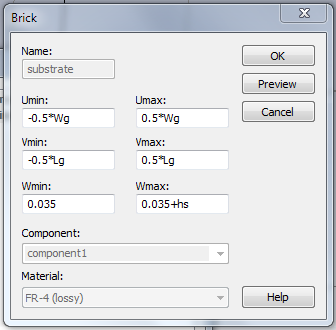 Brick
Name:
substrate
OK
Preview
Umin:
Umax:
-0.5*Wg
0.5*Wg
Cancel
Vmin:
Vmax:
-0.5*Lg
0.5*Lg
Wmin:
Wmax:
0.035
0.035+hs
Component:
component1
Material:
FR-4 (lossy)
Help